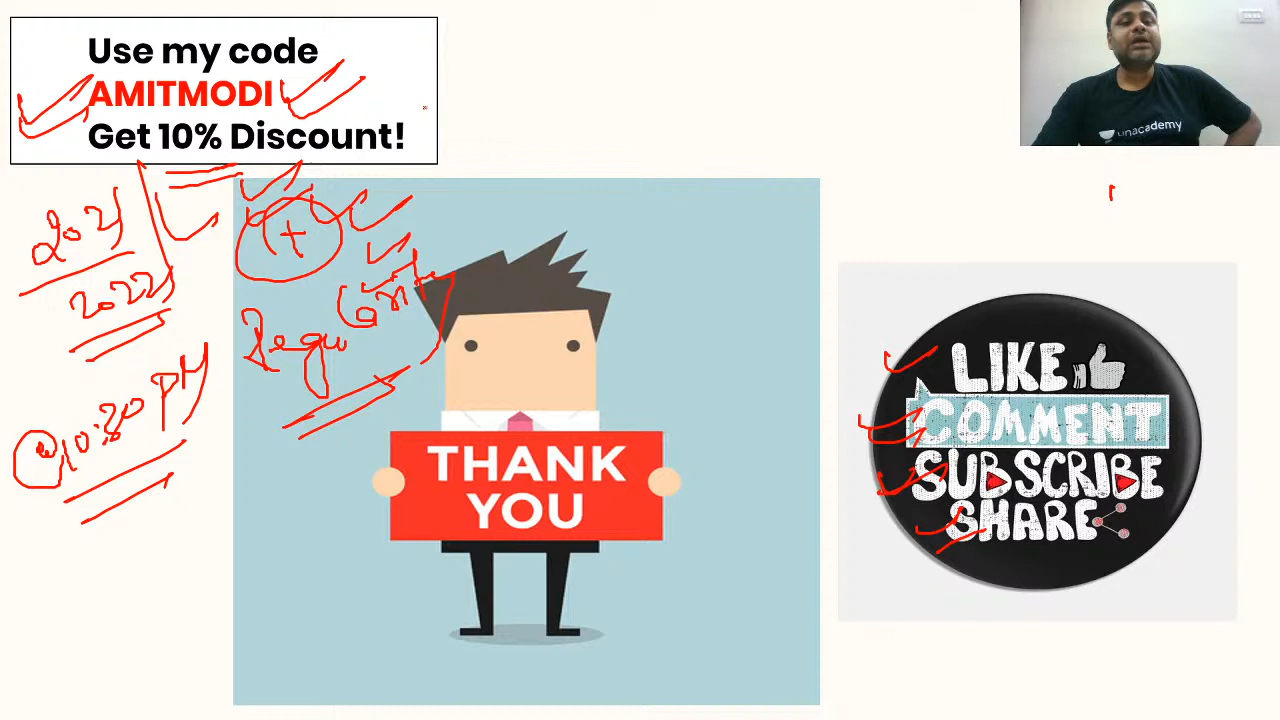 Use my code
AMITMODI
Get 10% Discount!
unacademy
2021
2022
+
@10:30 PM
THANK
YOU
LIKE
COMMENT
SUBSCRIBE
SHARE